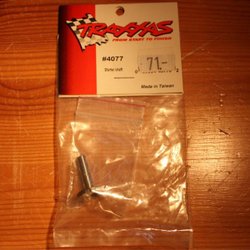 TRAXXAS
FROM START TO FINISH
#4077
71.-
Made in Taiwan